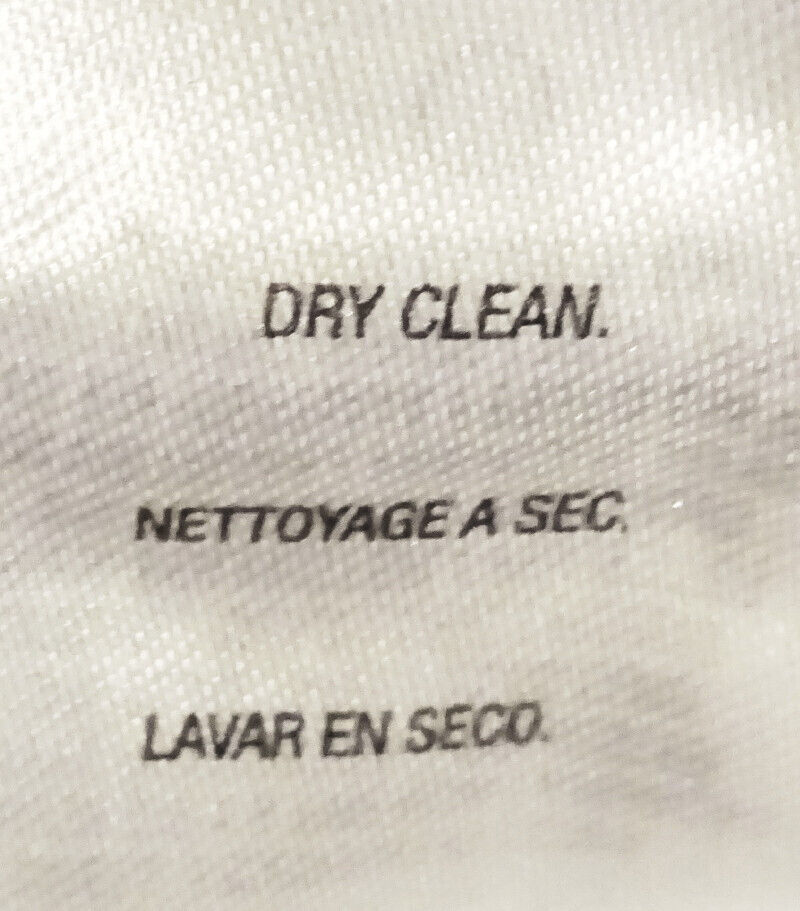 DRY CLEAN.
NETTOYAGE A SEC.
LAVAR EN SECO.